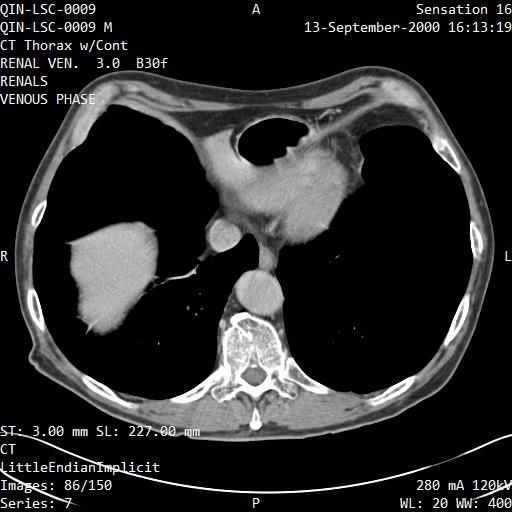 QIN-LSC-0009
A
Sensation 16
QIN-LSC-0009 M
13-September-2000 16:13:19
CT Thorax w/Cont
RENAL VEN. 3.0 B30f
RENALS
VENOUS PHASE
R
L
ST: 3.00 mm SL: 227.00 mm
CT
LittleEndianImplicit
Images: 86/150
280 mA 120kV
Series: 7
P
WL: 20 WW: 400